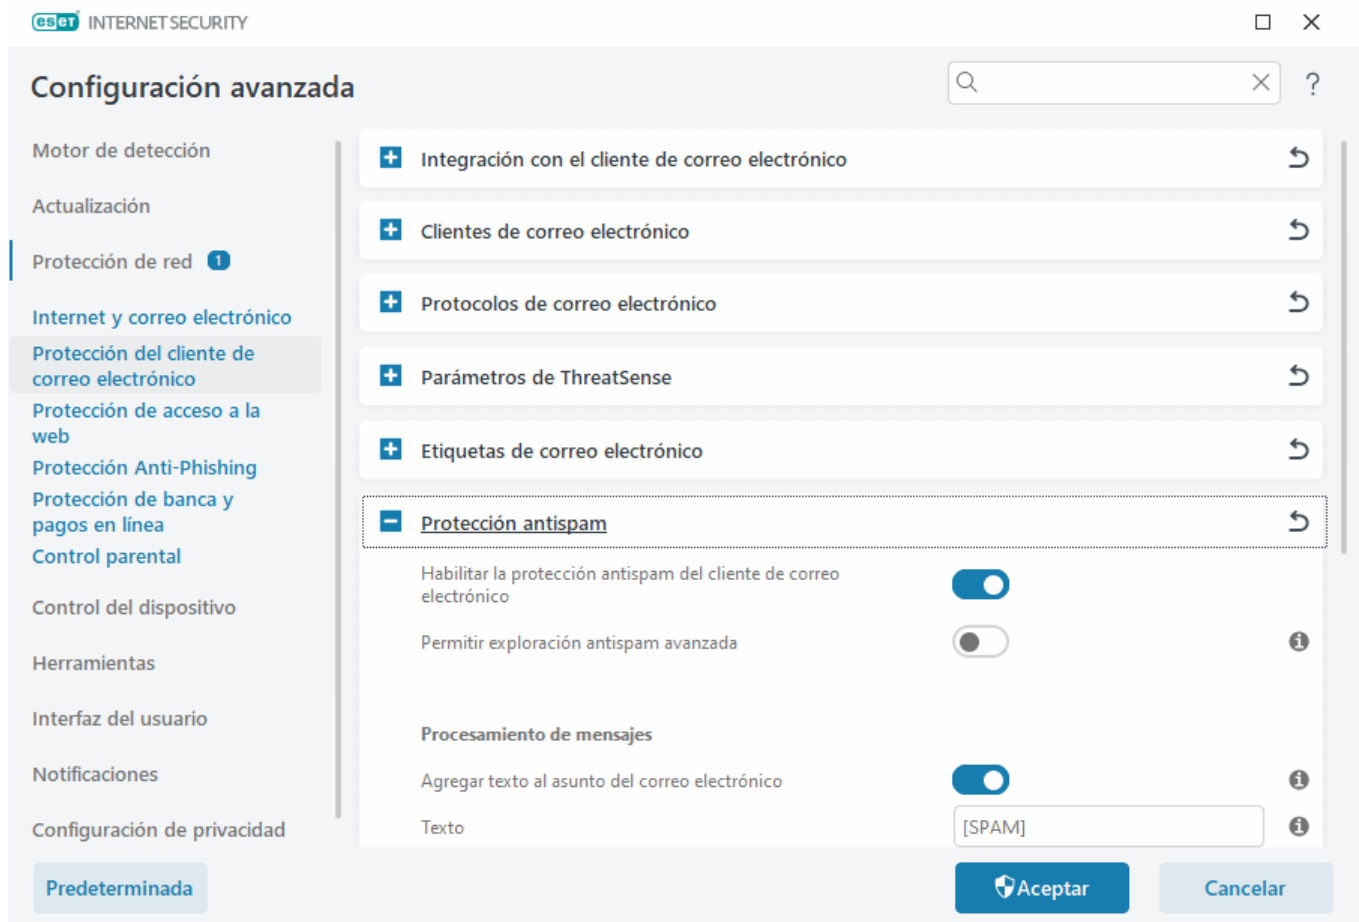 eset INTERNET SECURITY
Configuración avanzada
?
Motor de detección
Actualización
Protección de red 1
Internet y correo electrónico
Protección del cliente de
correo electrónico
Protección de acceso a la
web
Protección Anti-Phishing
Protección de banca y
pagos en línea
Control parental
Control del dispositivo
Herramientas
Interfaz del usuario
Notificaciones
Configuración de privacidad
Integración con el cliente de correo electrónico
Clientes de correo electrónico
Protocolos de correo electrónico
Parámetros de ThreatSense
Etiquetas de correo electrónico
Protección antispam
Habilitar la protección antispam del cliente de correo
electrónico
Permitir exploración antispam avanzada
Procesamiento de mensajes
Agregar texto al asunto del correo electrónico
Texto [SPAM]
Predeterminada
Aceptar
Cancelar